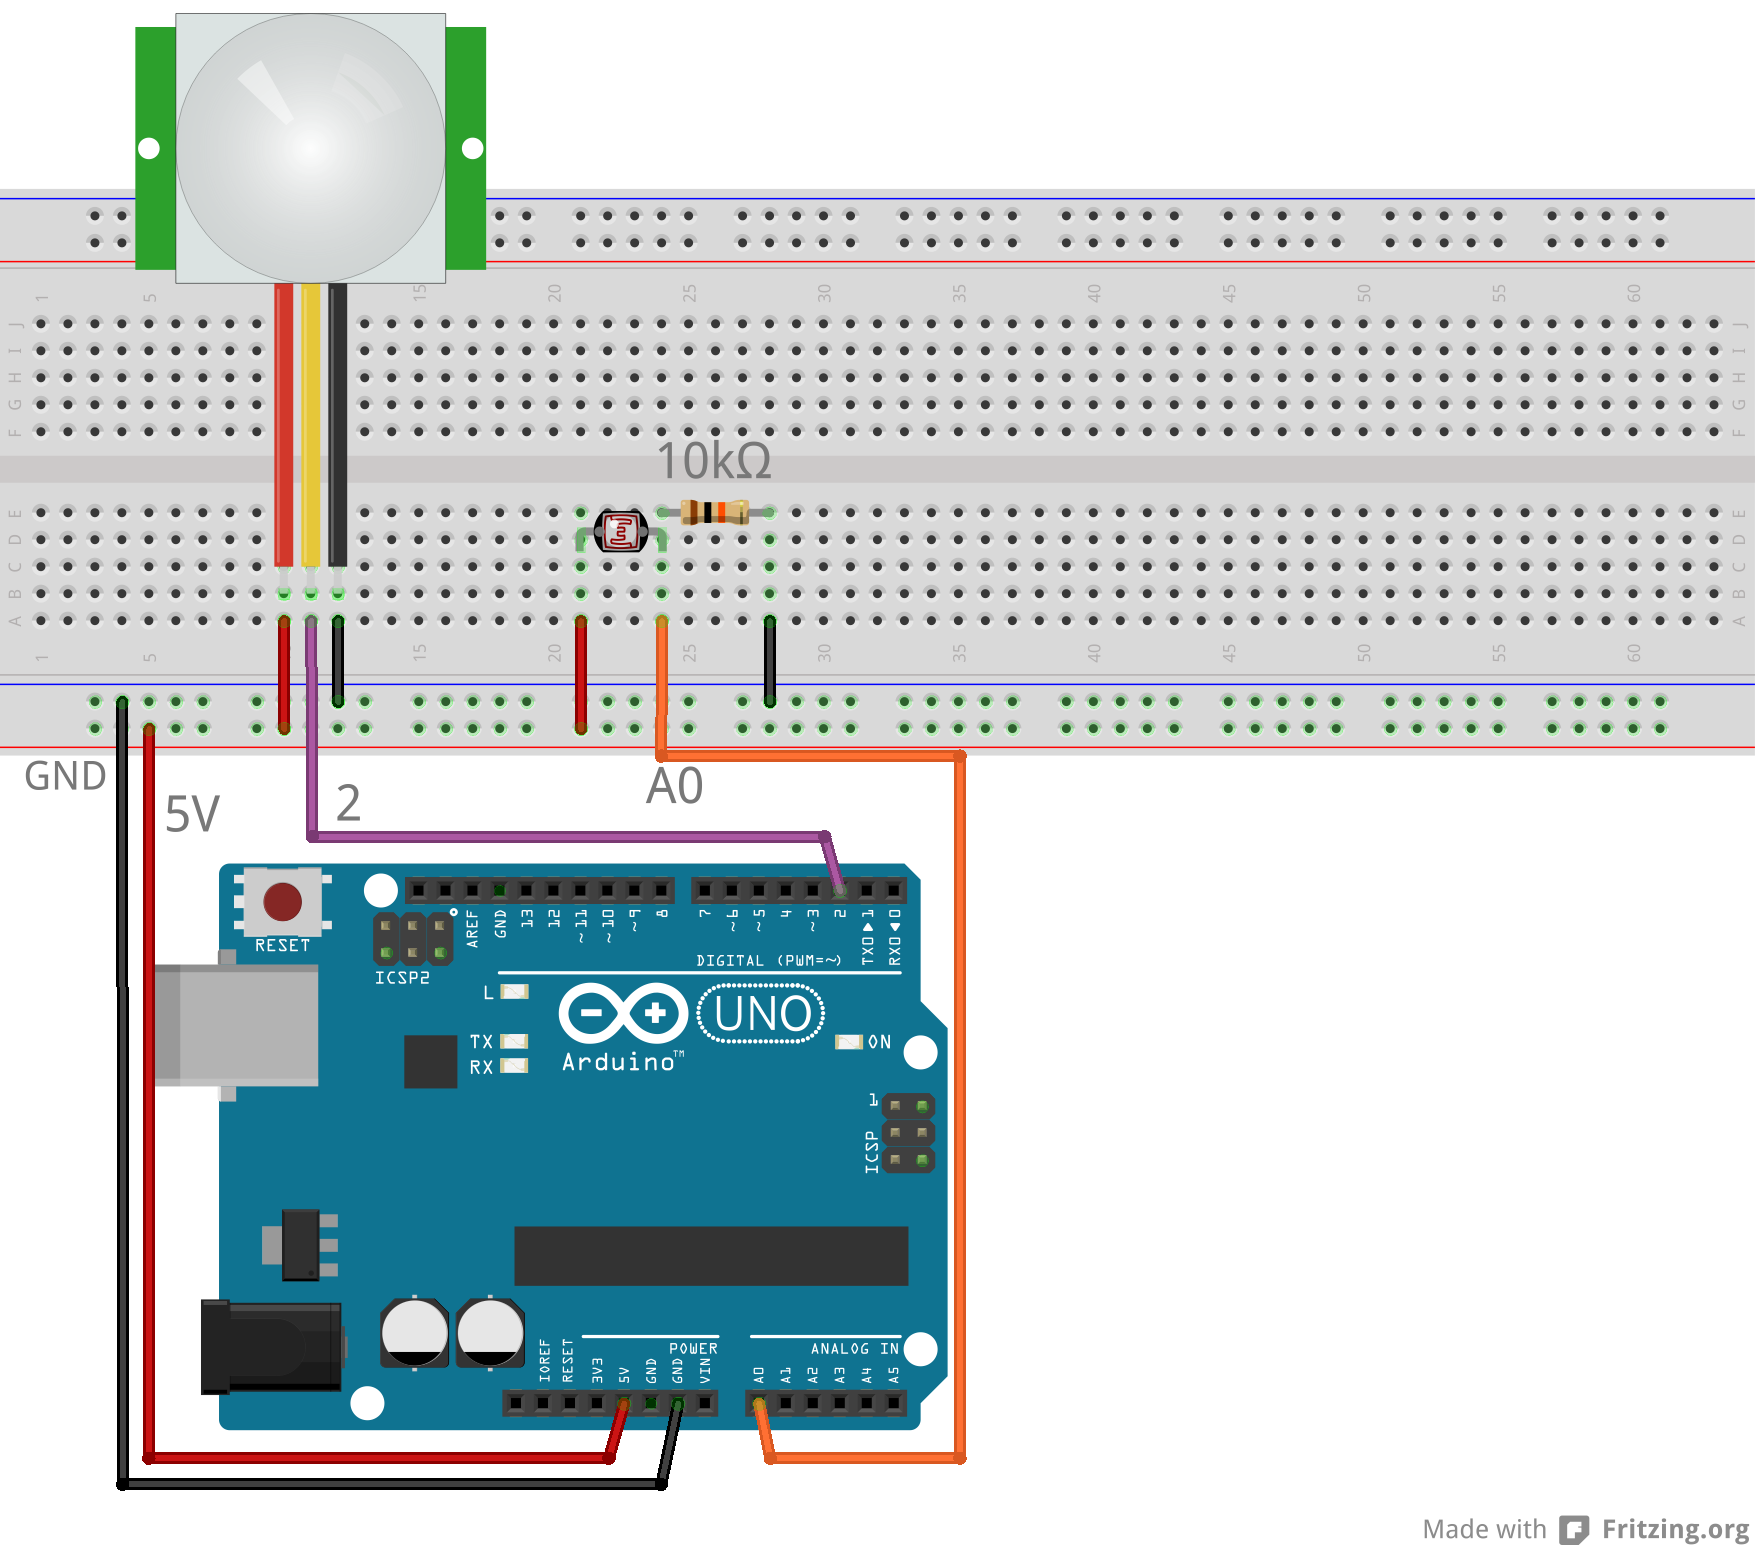 1 5 15 20 25 30 35 40 45 50 55 60
J J
I I
H H
G G
F F
10kΩ
E E
D D
C C
B B
A A
1 5 15 20 25 30 35 40 45 50 55 60
GND
5V
2
A0
RESET
ICSP2
AREF
GND
13
12
~11
~10
~9
8
7
~6
~5
4
~3
2
TX0▶1
RX0◀0
DIGITAL (PWM=~)
L
TX
RX
UNO
Arduino™
ON
1
ICSP
POWER
ANALOG IN
IOREF
RESET
3V3
5V
GND
GND
VIN
A0
A1
A2
A3
A4
A5
Made with Fritzing.org